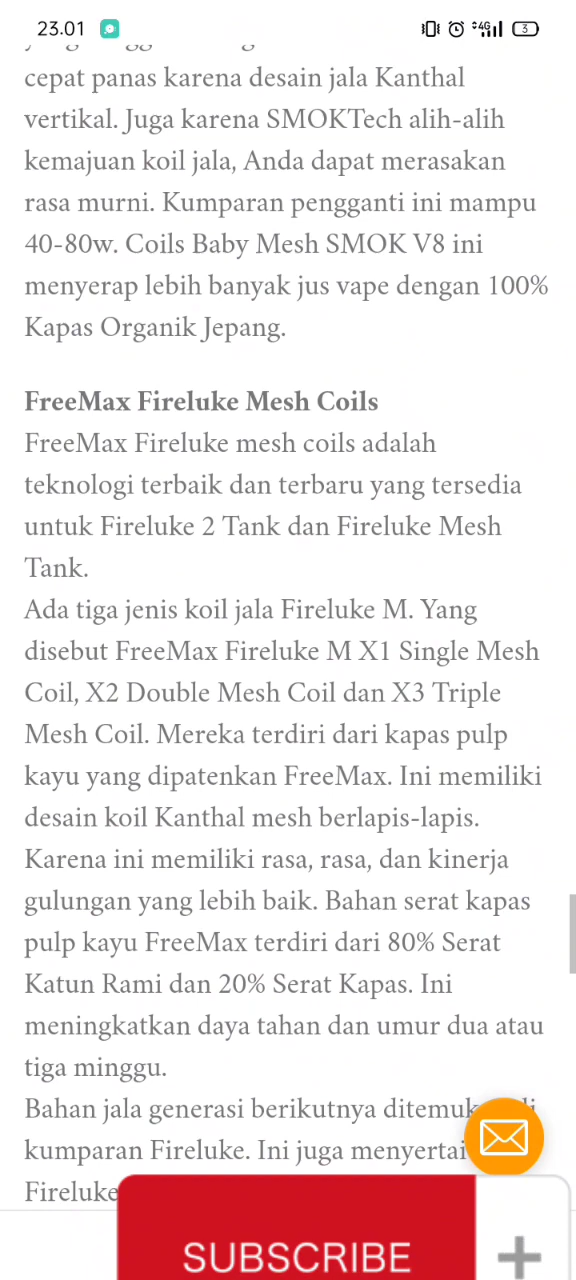 23.01
4G
3
cepat panas karena desain jala Kanthal
vertikal. Juga karena SMOKTech alih-alih
kemajuan koil jala, Anda dapat merasakan
rasa murni. Kumparan pengganti ini mampu
40-80w. Coils Baby Mesh SMOK V8 ini
menyerap lebih banyak jus vape dengan 100%
Kapas Organik Jepang.
FreeMax Fireluke Mesh Coils
FreeMax Fireluke mesh coils adalah
teknologi terbaik dan terbaru yang tersedia
untuk Fireluke 2 Tank dan Fireluke Mesh
Tank.
Ada tiga jenis koil jala Fireluke M. Yang
disebut FreeMax Fireluke M X1 Single Mesh
Coil, X2 Double Mesh Coil dan X3 Triple
Mesh Coil. Mereka terdiri dari kapas pulp
kayu yang dipatenkan FreeMax. Ini memiliki
desain koil Kanthal mesh berlapis-lapis.
Karena ini memiliki rasa, rasa, dan kinerja
gulungan yang lebih baik. Bahan serat kapas
pulp kayu FreeMax terdiri dari 80% Serat
Katun Rami dan 20% Serat Kapas. Ini
meningkatkan daya tahan dan umur dua atau
tiga minggu.
Bahan jala generasi berikutnya
kumparan Fireluke. Ini juga menyertai
Fireluke
SUBSCRIBE